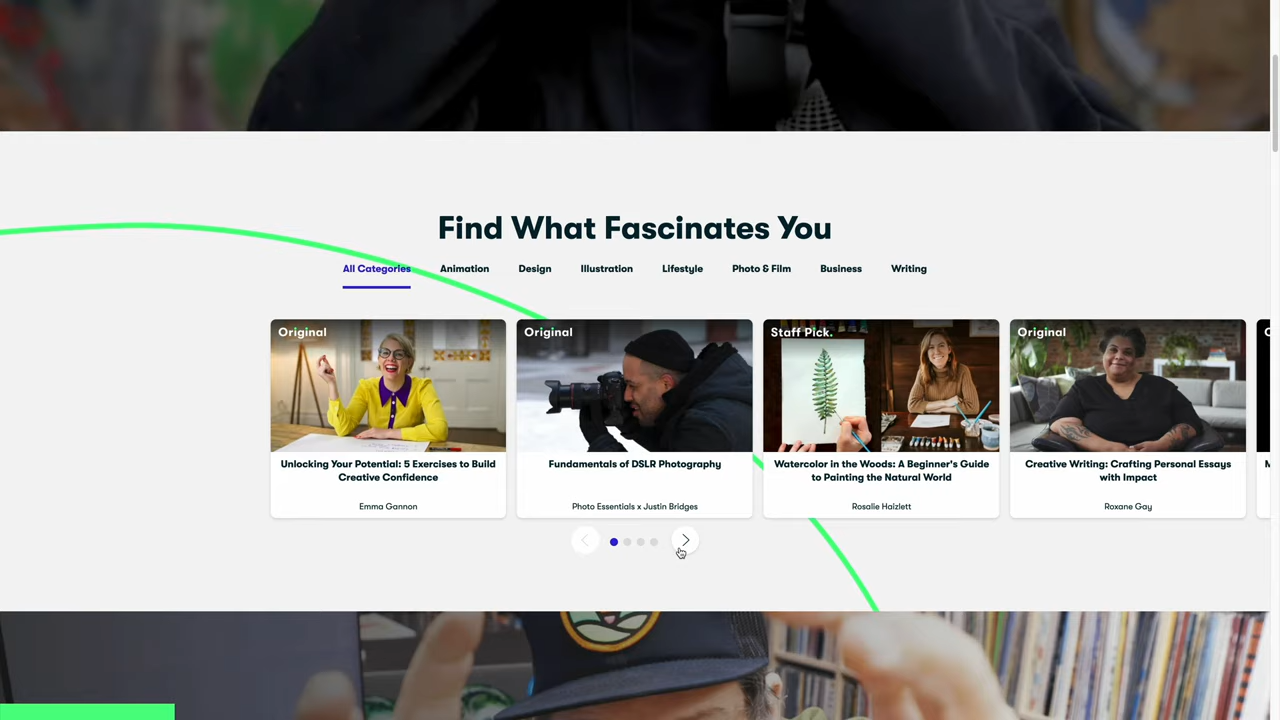 Find What Fascinates You
All Categories Animation Design Illustration Lifestyle Photo & Film Business Writing
Original
Unlocking Your Potential: 5 Exercises to Build
Creative Confidence
Emma Gannon
Original
Fundamentals of DSLR Photography
Photo Essentials x Justin Bridges
Staff Pick.
Watercolor in the Woods: A Beginner's Guide
to Painting the Natural World
Rosalie Haizlett
Original
Creative Writing: Crafting Personal Essays
with Impact
Roxane Gay